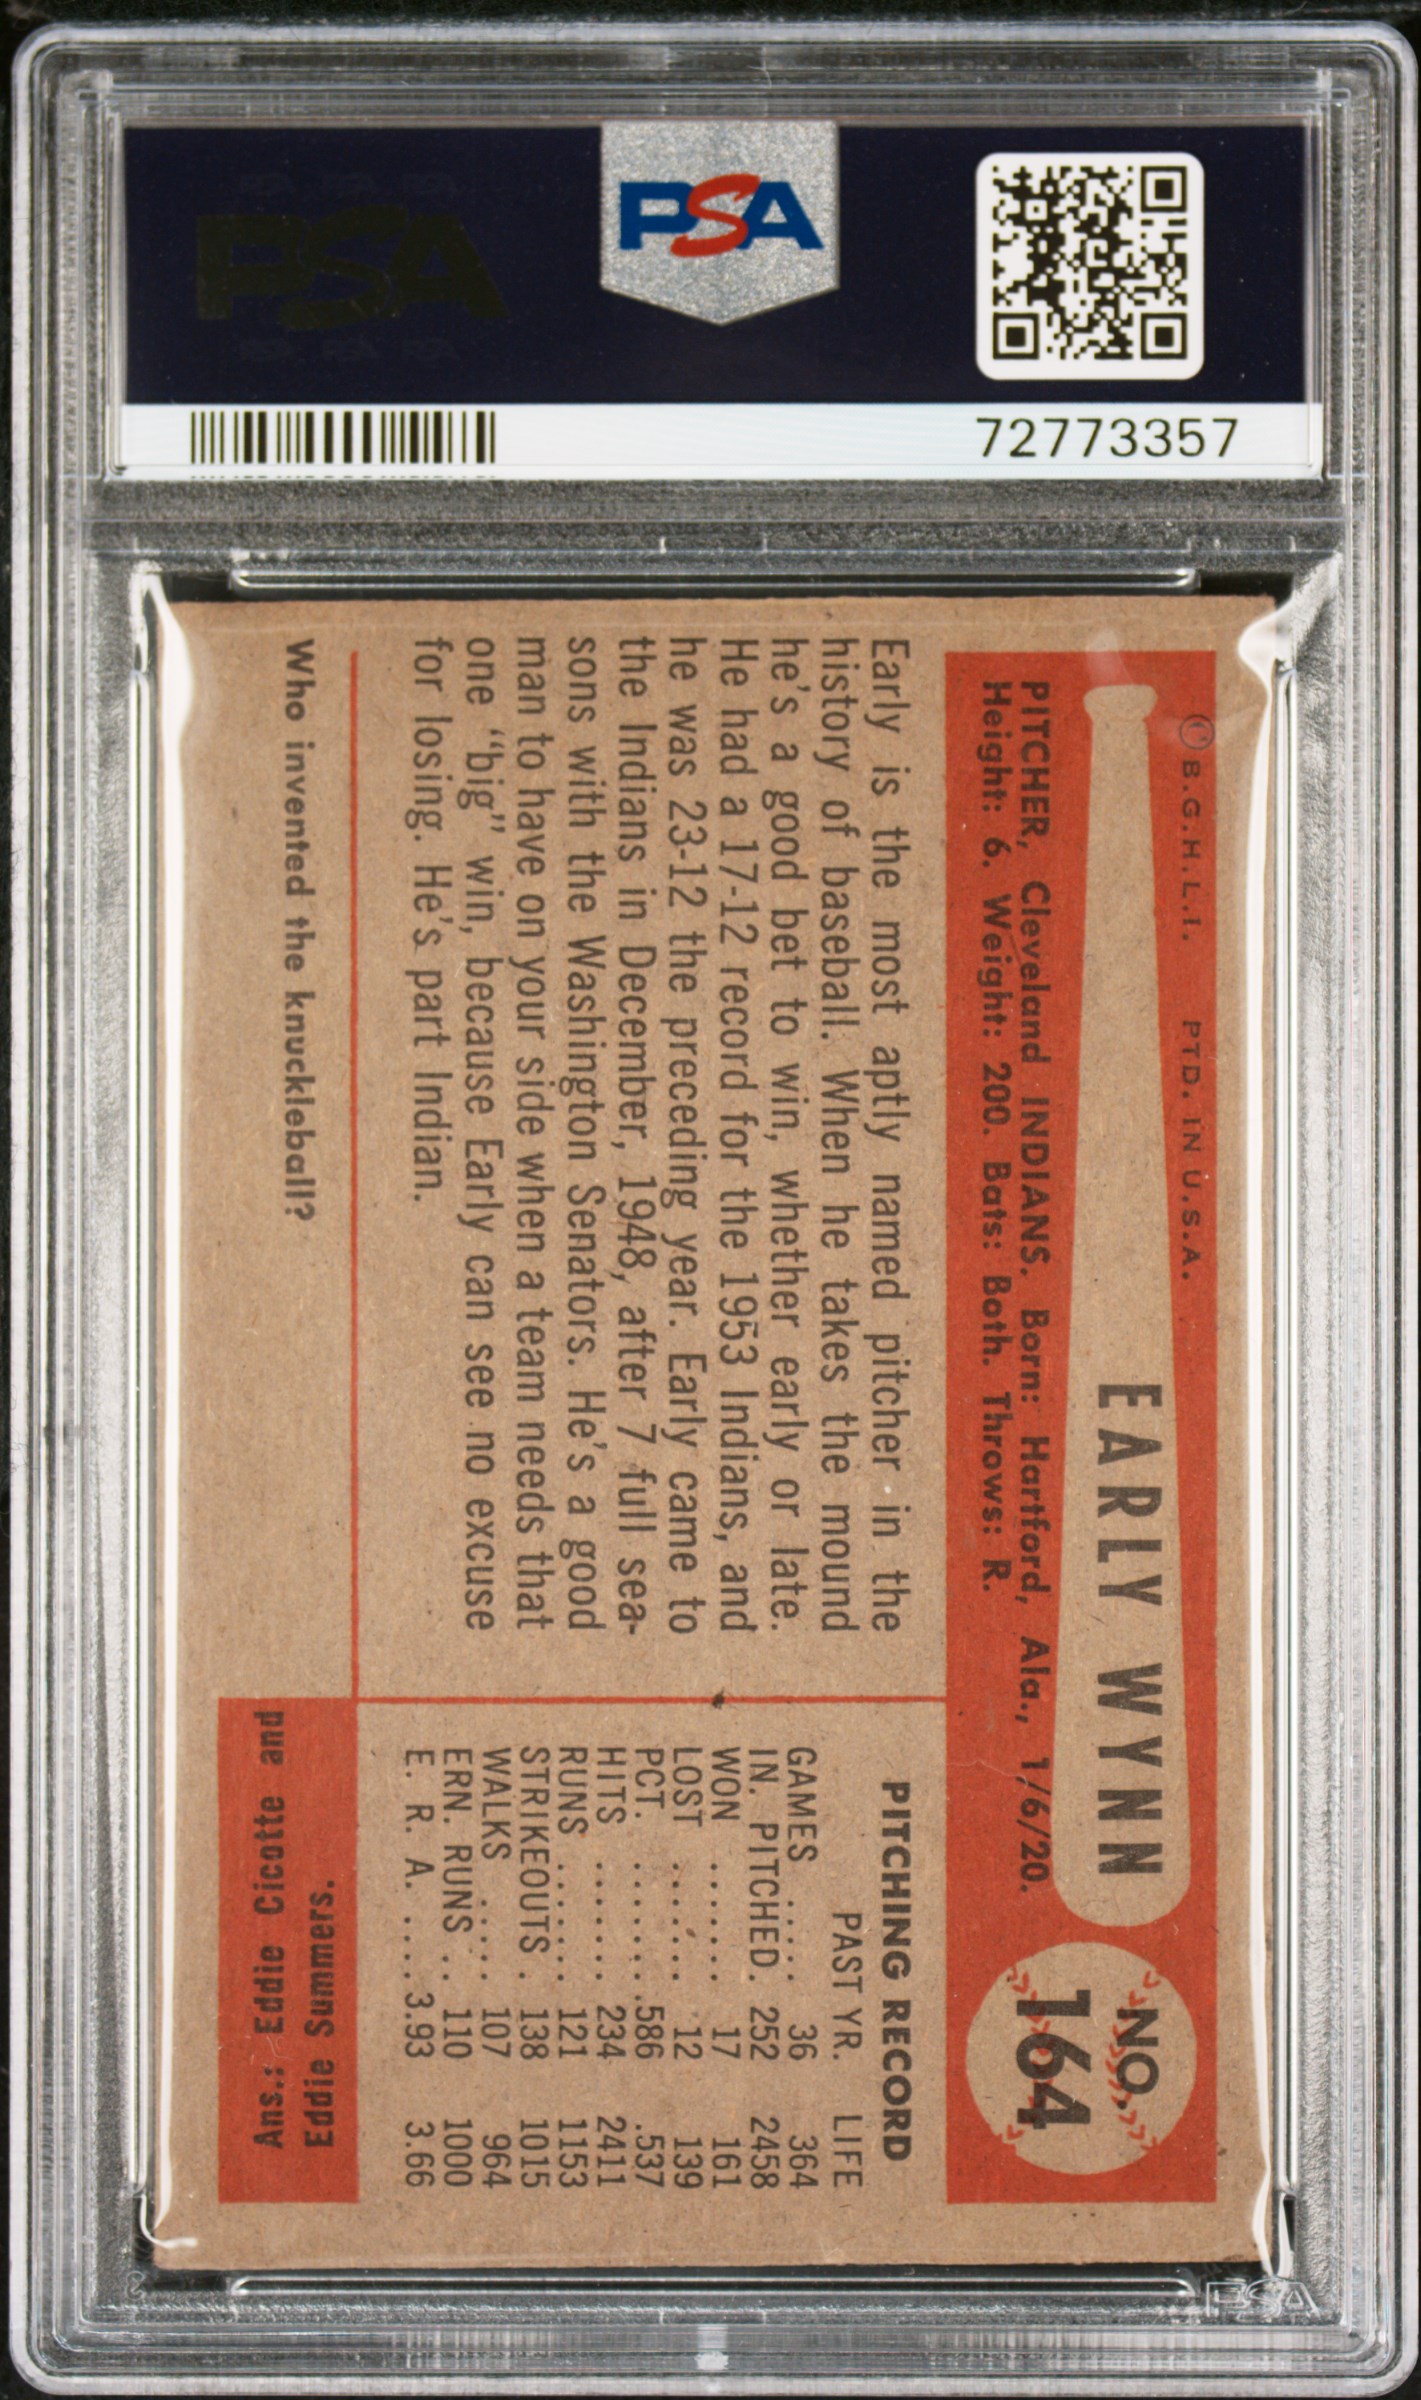 PSA
PSA
72773357
© B.G.H.L.I. PTD. IN U.S.A.
EARLY WYNN
NO.
164
PITCHER, Cleveland INDIANS. Born: Hartford, Ala., 1/6/20.
Height: 6. Weight: 200. Bats: Both. Throws: R.
Early is the most aptly named pitcher in the
history of baseball. When he takes the mound
he's a good bet to win, whether early or late.
He had a 17-12 record for the 1953 Indians, and
he was 23-12 the preceding year. Early came to
the Indians in December, 1948, after 7 full sea-
sons with the Washington Senators. He's a good
man to have on your side when a team needs that
one "big" win, because Early can see no excuse
for losing. He's part Indian.
PITCHING RECORD
PAST YR. LIFE
GAMES ..... 36 364
IN. PITCHED. 252 2458
WON ...... 17 161
LOST ...... 12 139
PCT. ...... .586 .537
HITS ...... 234 2411
RUNS ...... 121 1153
STRIKEOUTS . 138 1015
WALKS .... 107 964
ERN. RUNS .. 110 1000
E. R. A. .... 3.93 3.66
Who invented the knuckleball?
Ans.: Eddie Cicotte and
Eddie Summers.
PSA